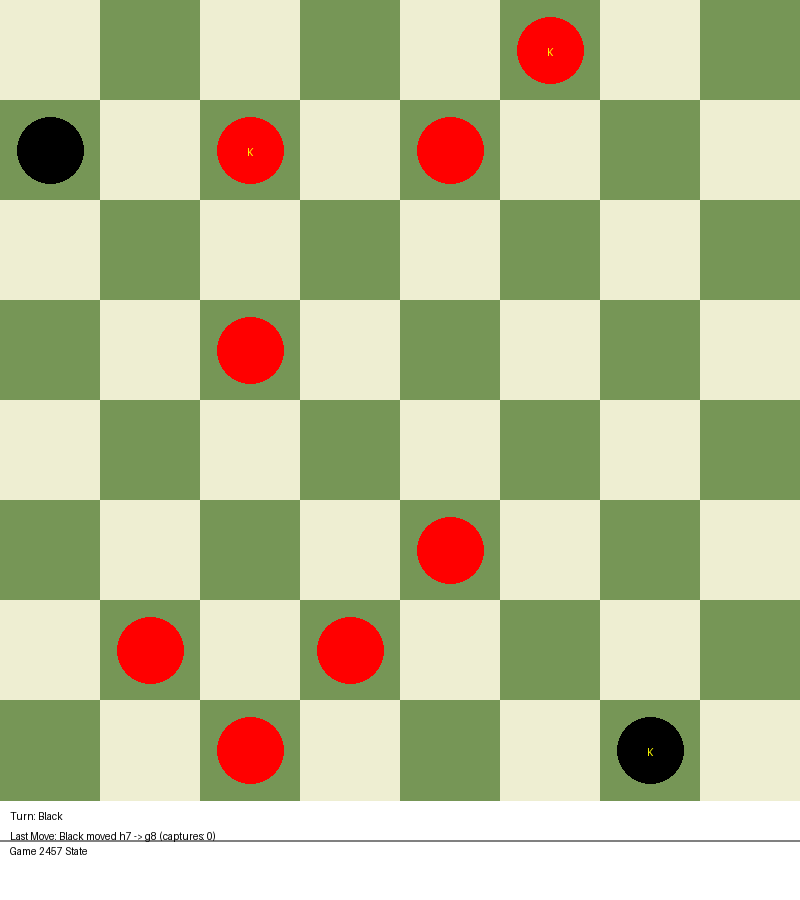 K
K
K
Turn: Black
Last Move: Black moved h7 -> g8 (captures: 0)
Game 2457 State